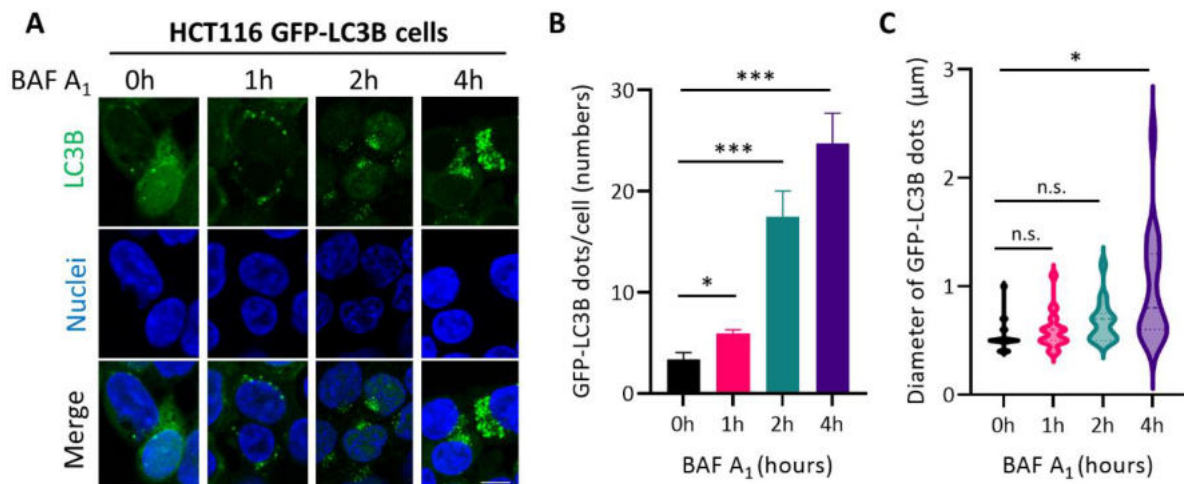 A
HCT116 GFP-LC3B cells
BAF A1 0h 1h 2h 4h
LC3B
Nuclei
Merge
B
GFP-LC3B dots/cell (numbers)
30
20
10
0
***
***
*
0h 1h 2h 4h
BAF A1 (hours)
C
Diameter of GFP-LC3B dots (µm)
3
2
1
0
*
n.s.
n.s.
0h 1h 2h 4h
BAF A1 (hours)